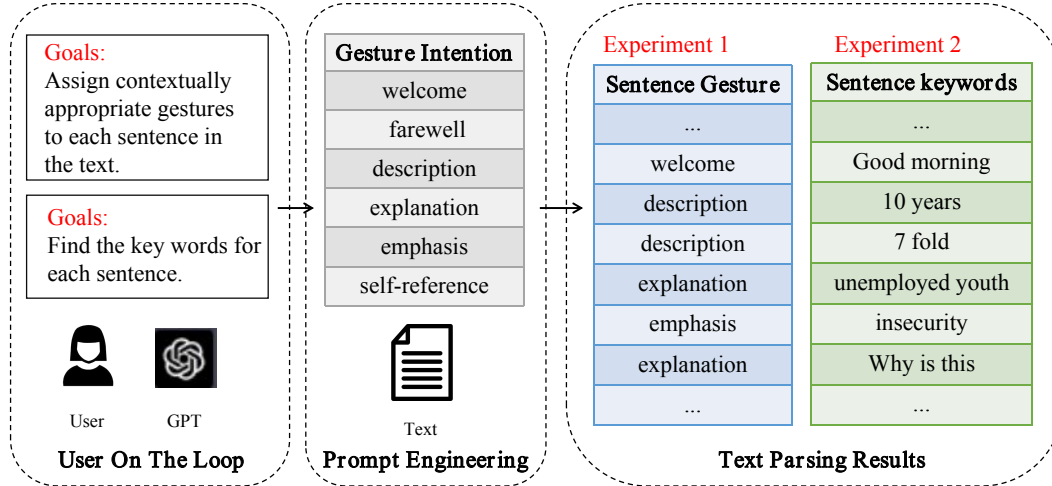 Goals:
Assign contextually
appropriate gestures
to each sentence in
the text.
Goals:
Find the key words for
each sentence.
User
GPT
User On The Loop
Gesture Intention
welcome
farewell
description
explanation
emphasis
self-reference
Text
Prompt Engineering
Experiment 1
Sentence Gesture
...
welcome
description
description
explanation
emphasis
explanation
...
Experiment 2
Sentence keywords
...
Good morning
10 years
7 fold
unemployed youth
insecurity
Why is this
...
Text Parsing Results